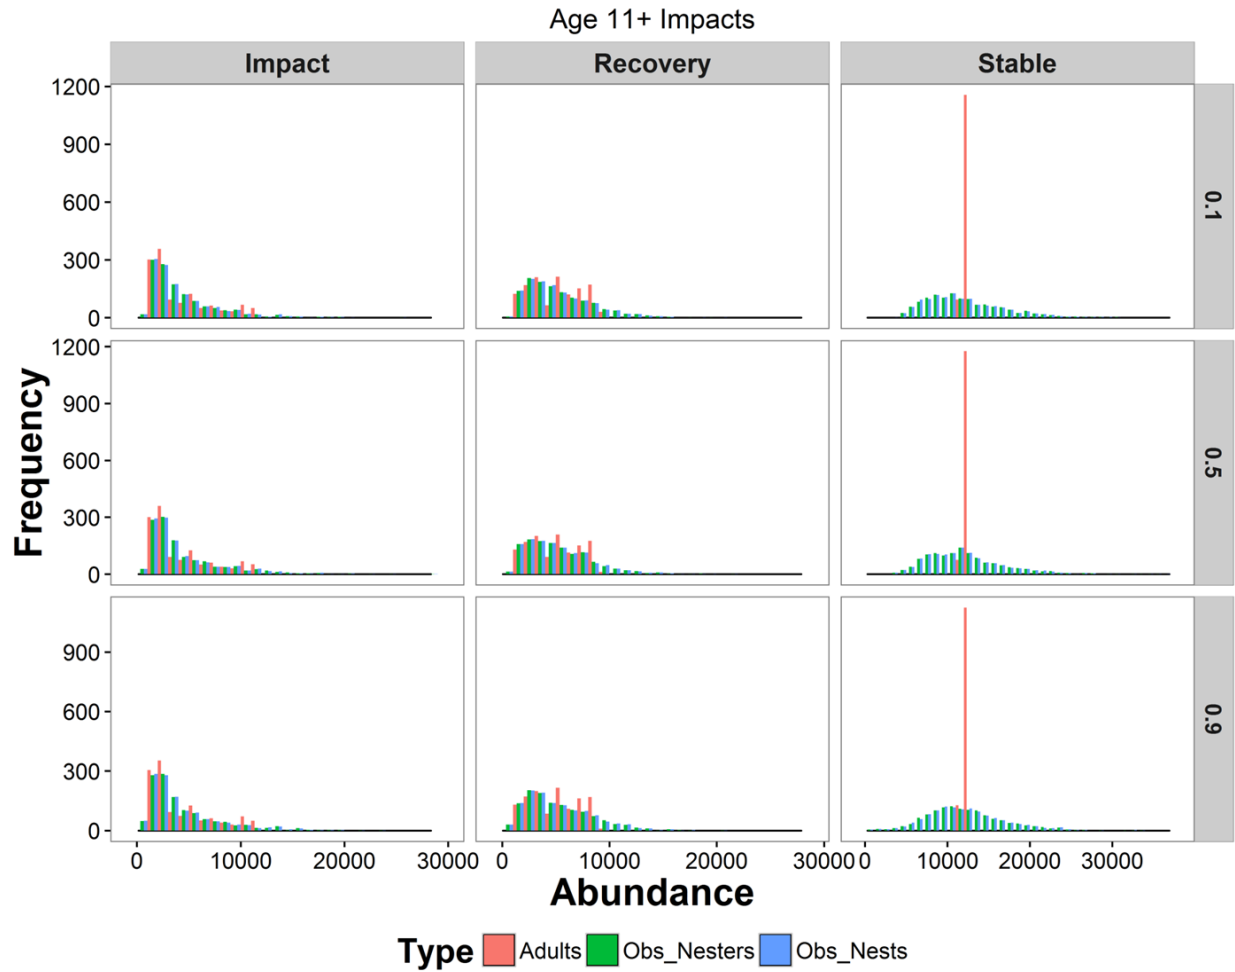 Age 11+ Impacts
Impact Recovery Stable
1200
900
600
300
0
0.1
1200
900
600
300
0
0.5
900
600
300
0
0.9
Frequency
0 10000 20000 30000 0 10000 20000 30000 0 10000 20000 30000
Abundance
Type Adults Obs_Nesters Obs_Nests